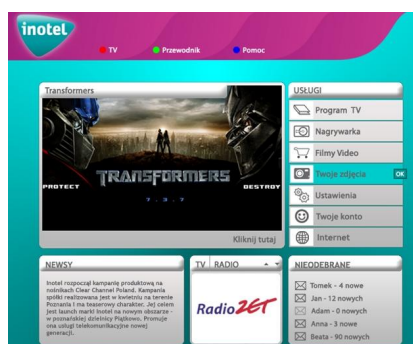 inotel
TV
Przewodnik
Pomoc
Transformers
PROTECT
TRANSFORMERS
DESTROY
7.3.7
Kliknij tutaj
USŁUGI
Program TV
Nagrywarka
Filmy Video
Twoje zdjęcia
OK
Ustawienia
Twoje konto
Internet
NEWSY
Inotel rozpoczął kampanię produktową na
nośnikach Clear Channel Poland. Kampania
spółki realizowana jest w kwietniu na terenie
Poznania i ma teaserowy charakter. Jej celem
jest launch marki Inotel na nowym obszarze -
w poznańskiej dzielnicy Piątkowo. Promuje
ona usługi telekomunikacyjne nowej
generacji.
TV
RADIO
Radio ZET
NIEODEBRANE
Tomek - 4 nowe
Jan - 12 nowych
Adam - 0 nowych
Anna - 3 nowe
Beata - 90 nowych